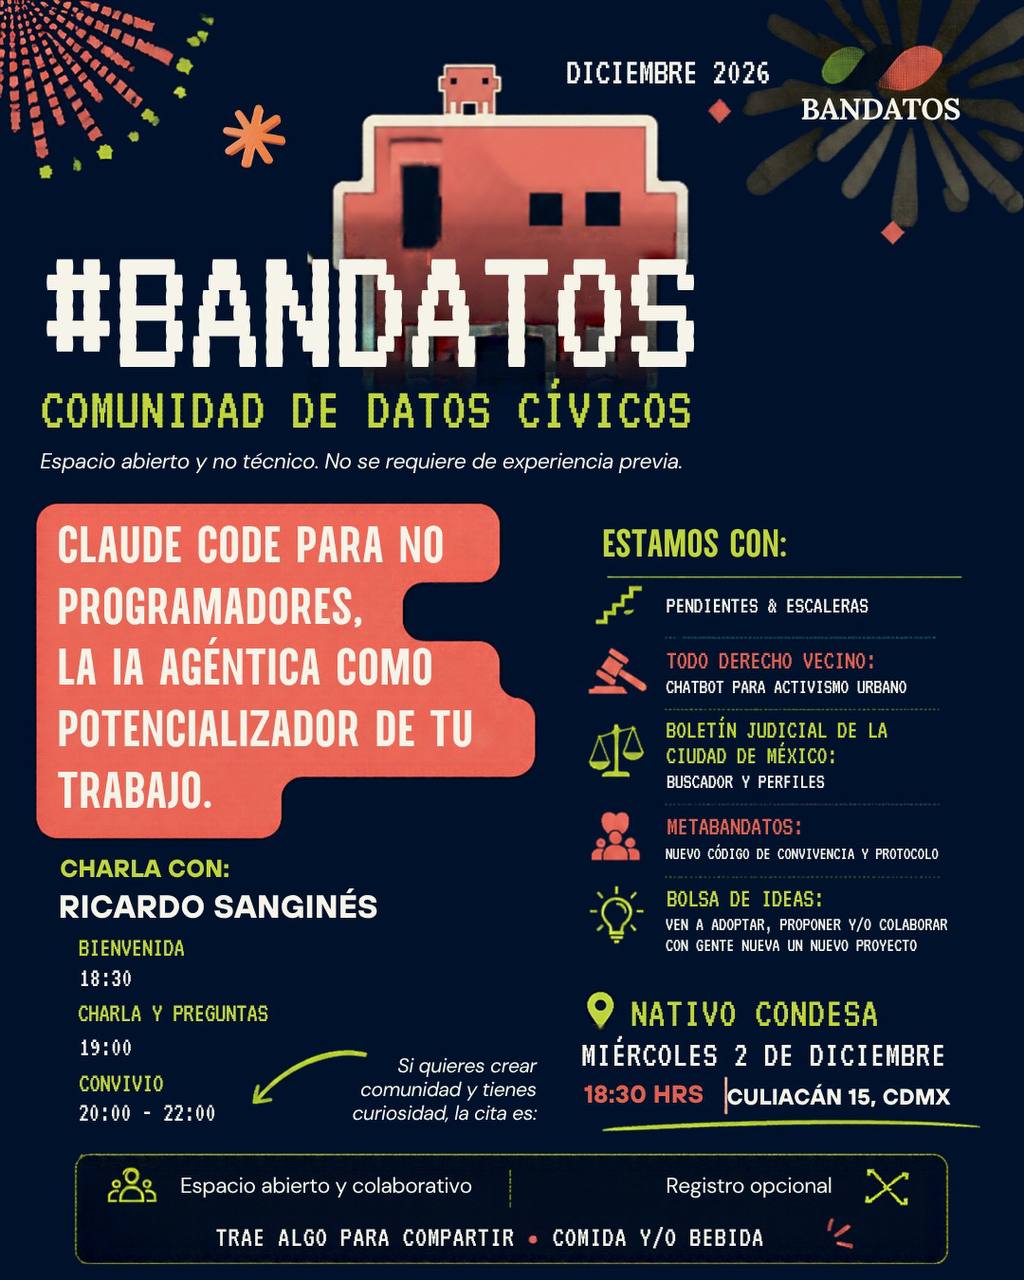 DICIEMBRE 2026
BANDATOS
#BANDATOS
COMUNIDAD DE DATOS CÍVICOS
Espacio abierto y no técnico. No se requiere de experiencia previa.
CLAUDE CODE PARA NO
PROGRAMADORES,
LA IA AGÉNTICA COMO
POTENCIALIZADOR DE TU
TRABAJO.
CHARLA CON:
RICARDO SANGINÉS
BIENVENIDA
18:30
CHARLA Y PREGUNTAS
19:00
CONVIVIO
20:00 - 22:00
Si quieres crear
comunidad y tienes
curiosidad, la cita es:
ESTAMOS CON:
PENDIENTES & ESCALERAS
TODO DERECHO VECINO:
CHATBOT PARA ACTIVISMO URBANO
BOLETÍN JUDICIAL DE LA
CIUDAD DE MÉXICO:
BUSCADOR Y PERFILES
METABANDATOS:
NUEVO CÓDIGO DE CONVIVENCIA Y PROTOCOLO
BOLSA DE IDEAS:
VEN A ADOPTAR, PROPONER Y/O COLABORAR
CON GENTE NUEVA UN NUEVO PROYECTO
NATIVO CONDESA
MIÉRCOLES 2 DE DICIEMBRE
18:30 HRS | CULIACÁN 15, CDMX
Espacio abierto y colaborativo
Registro opcional
TRAE ALGO PARA COMPARTIR • COMIDA Y/O BEBIDA